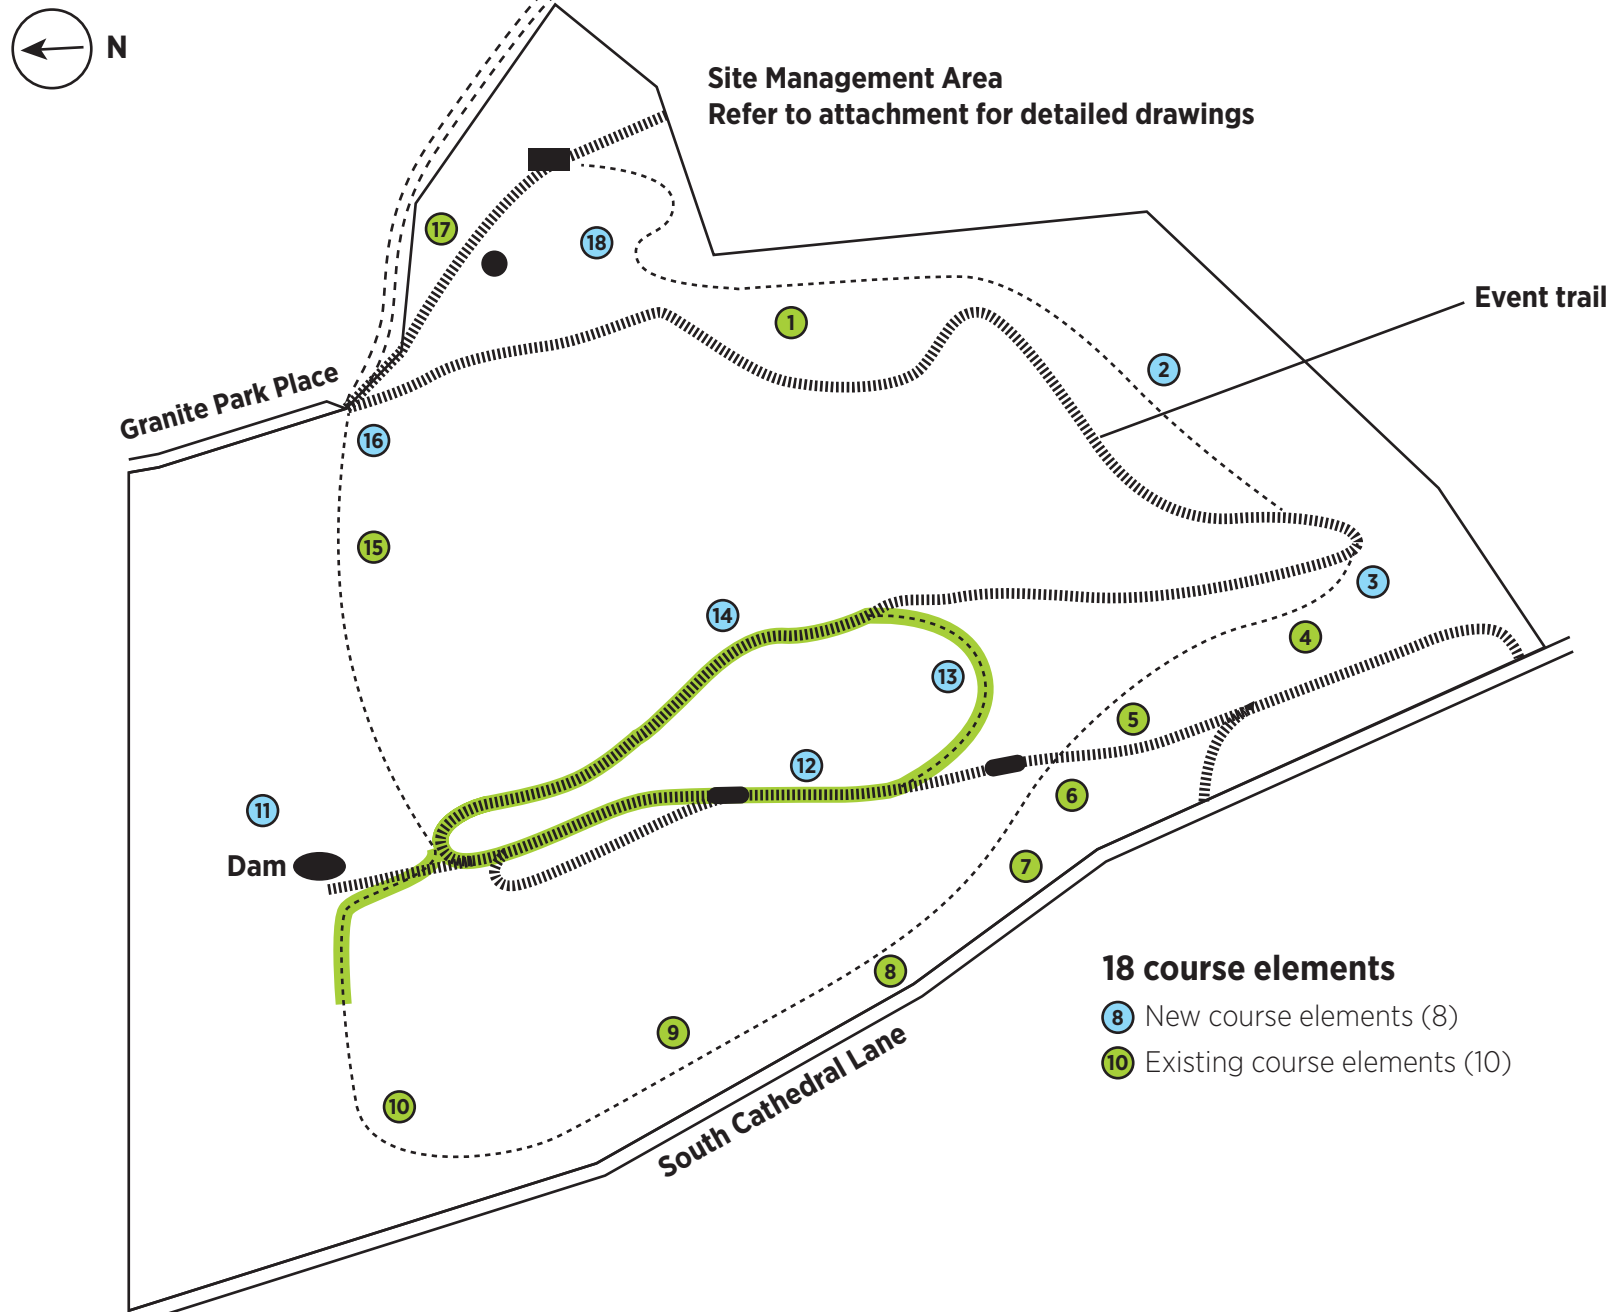 N
Site Management Area
Refer to attachment for detailed drawings
17
18
Event trail
1
2
Granite Park Place
16
15
3
14
4
13
5
12
6
11
Dam
7
8
18 course elements
8 New course elements (8)
9
10 Existing course elements (10)
South Cathedral Lane
10